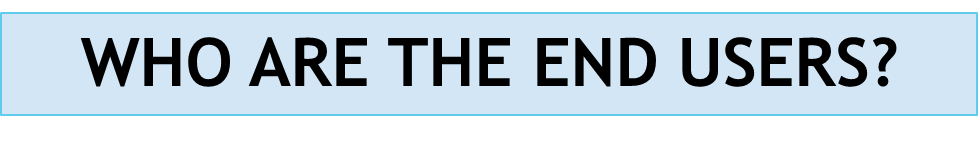 WHO ARE THE END USERS?